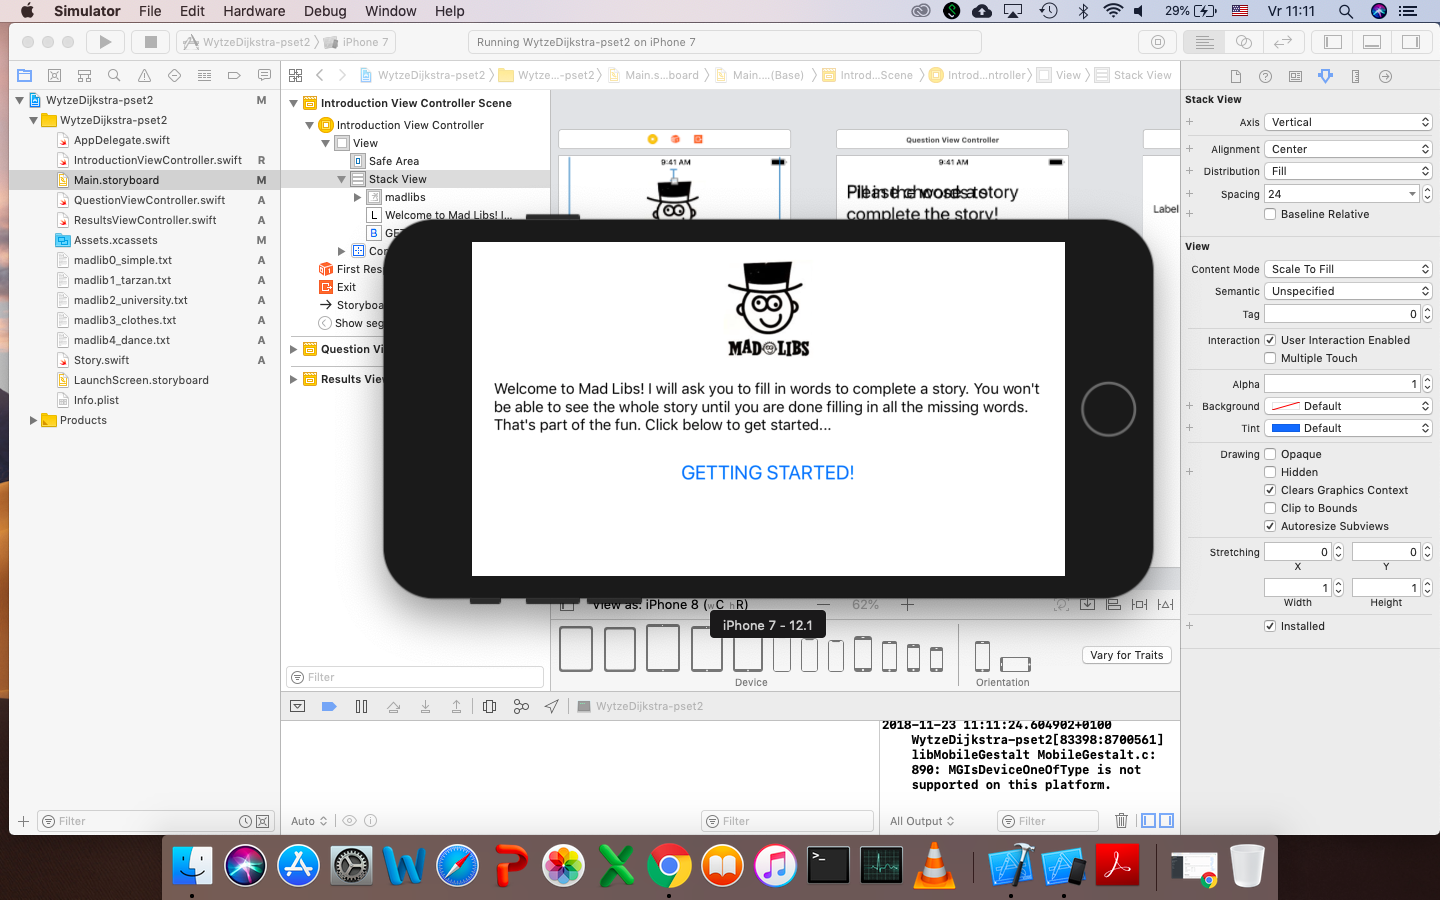 Simulator File Edit Hardware Debug Window Help
29% Vr 11:11
WytzeDijkstra-pset2 iPhone 7
Running WytzeDijkstra-pset2 on iPhone 7
WytzeDijkstra-pset2 Wytze...-pset2 Main.s...board Main....(Base) Introd...Scene Introd...ntroller View Stack View
WytzeDijkstra-pset2 M
WytzeDijkstra-pset2
AppDelegate.swift
IntroductionViewController.swift R
Main.storyboard M
QuestionViewController.swift A
ResultsViewController.swift A
Assets.xcassets M
madlib0_simple.txt A
madlib1_tarzan.txt A
madlib2_university.txt A
madlib3_clothes.txt A
madlib4_dance.txt A
Story.swift A
LaunchScreen.storyboard
Info.plist
Products
Filter
Introduction View Controller Scene
Introduction View Controller
View
Safe Area
Stack View
madlibs
L Welcome to Mad Libs! I...
B GE
Con
First Res
Exit
Storyboa
Show seg
Question Vi
Results View
Filter
9:41 AM
Question View Controller
9:41 AM
complete the story!
Label
MAD LIBS
Welcome to Mad Libs! I will ask you to fill in words to complete a story. You won't
be able to see the whole story until you are done filling in all the missing words.
That's part of the fun. Click below to get started...
GETTING STARTED!
View as: iPhone 8 (wC hR)
62%
iPhone 7 - 12.1
Device
Orientation
Vary for Traits
WytzeDijkstra-pset2
2018-11-23 11:11:24.604902+0100
WytzeDijkstra-pset2[83398:8700561]
libMobileGestalt MobileGestalt.c:
890: MGIsDeviceOneOfType is not
supported on this platform.
Auto
Filter
All Output
Filter
Stack View
Axis Vertical
Alignment Center
Distribution Fill
Spacing 24
Baseline Relative
View
Content Mode Scale To Fill
Semantic Unspecified
Tag 0
Interaction User Interaction Enabled
Multiple Touch
Alpha 1
Background Default
Tint Default
Drawing Opaque
Hidden
Clears Graphics Context
Clip to Bounds
Autoresize Subviews
Stretching 0 0
X Y
1 1
Width Height
Installed